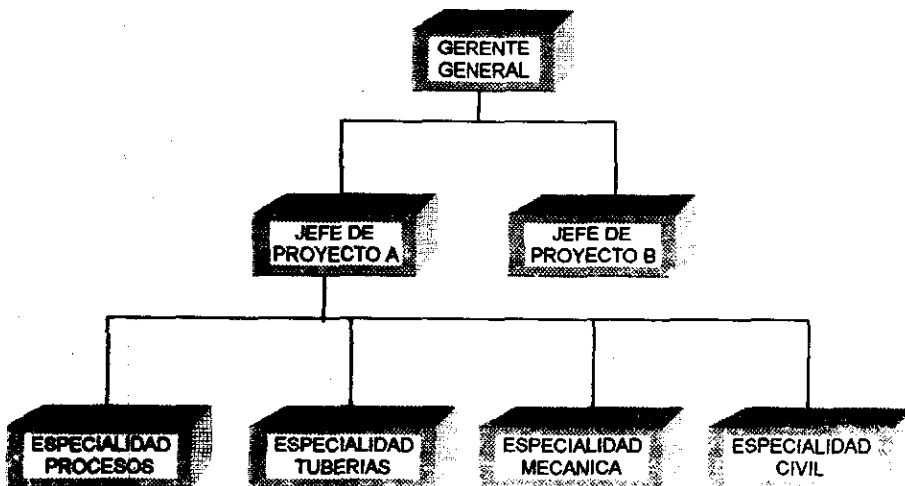 GERENTE
GENERAL
JEFE DE
PROYECTO A
JEFE DE
PROYECTO B
ESPECIALIDAD
PROCESOS
ESPECIALIDAD
TUBERIAS
ESPECIALIDAD
MECANICA
ESPECIALIDAD
CIVIL